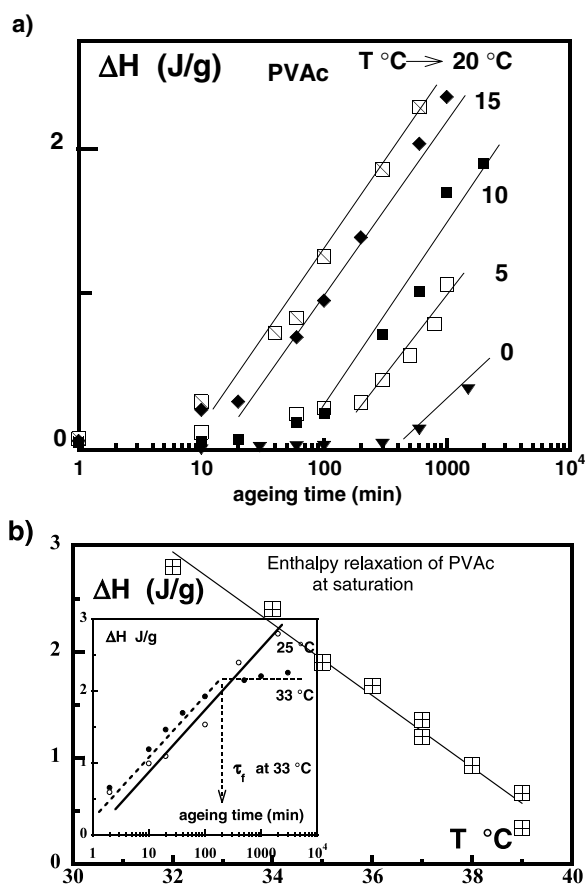 a)
ΔH (J/g)
PVAc
T °C → 20 °C
15
10
5
0
2
0
1
10
100
1000
10⁴
ageing time (min)
b)
3
2
1
0
ΔH (J/g)
Enthalpy relaxation of PVAc
at saturation
3
2
1
0
ΔH J/g
25 °C
33 °C
τf at 33 °C
ageing time (min)
1
10
100
1000
10⁴
T °C
30
32
34
36
38
40